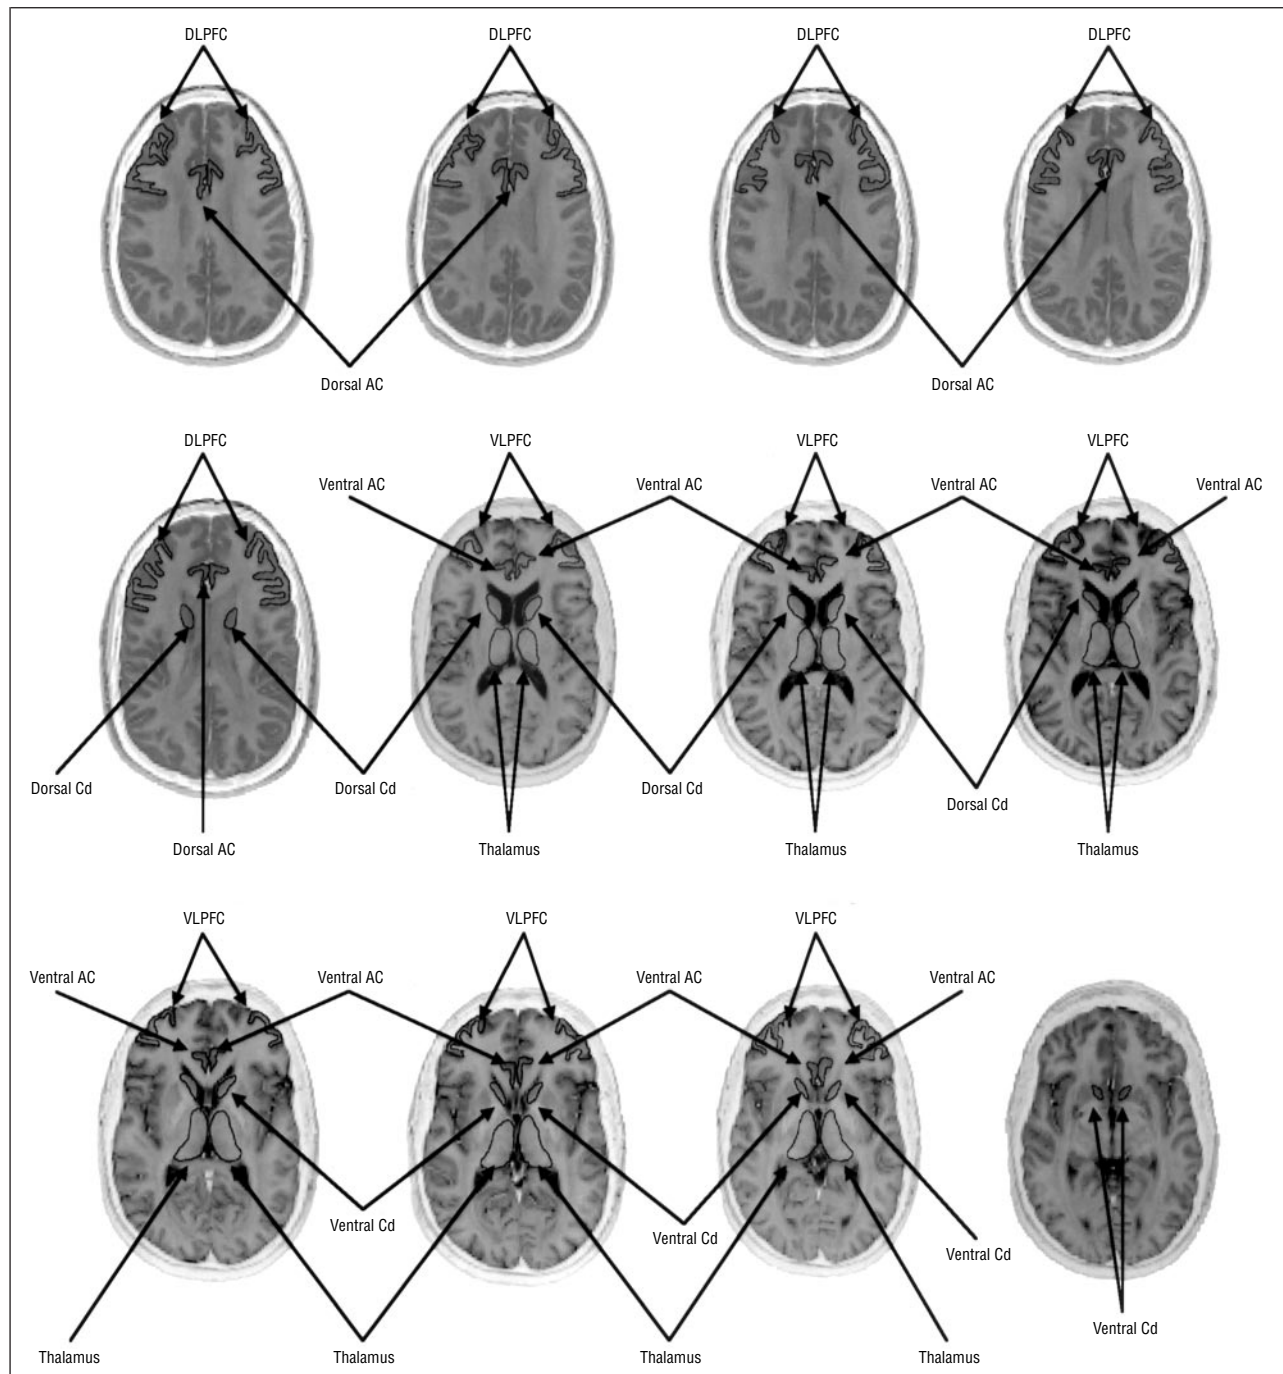 DLPFC
DLPFC
DLPFC
DLPFC
Dorsal AC
Dorsal AC
DLPFC
VLPFC
VLPFC
VLPFC
Ventral AC
Ventral AC
Ventral AC
Ventral AC
Dorsal Cd
Dorsal Cd
Dorsal Cd
Dorsal Cd
Dorsal AC
Thalamus
Thalamus
Thalamus
VLPFC
VLPFC
VLPFC
Ventral AC
Ventral AC
Ventral AC
Ventral AC
Ventral Cd
Ventral Cd
Ventral Cd
Ventral Cd
Thalamus
Thalamus
Thalamus
Thalamus